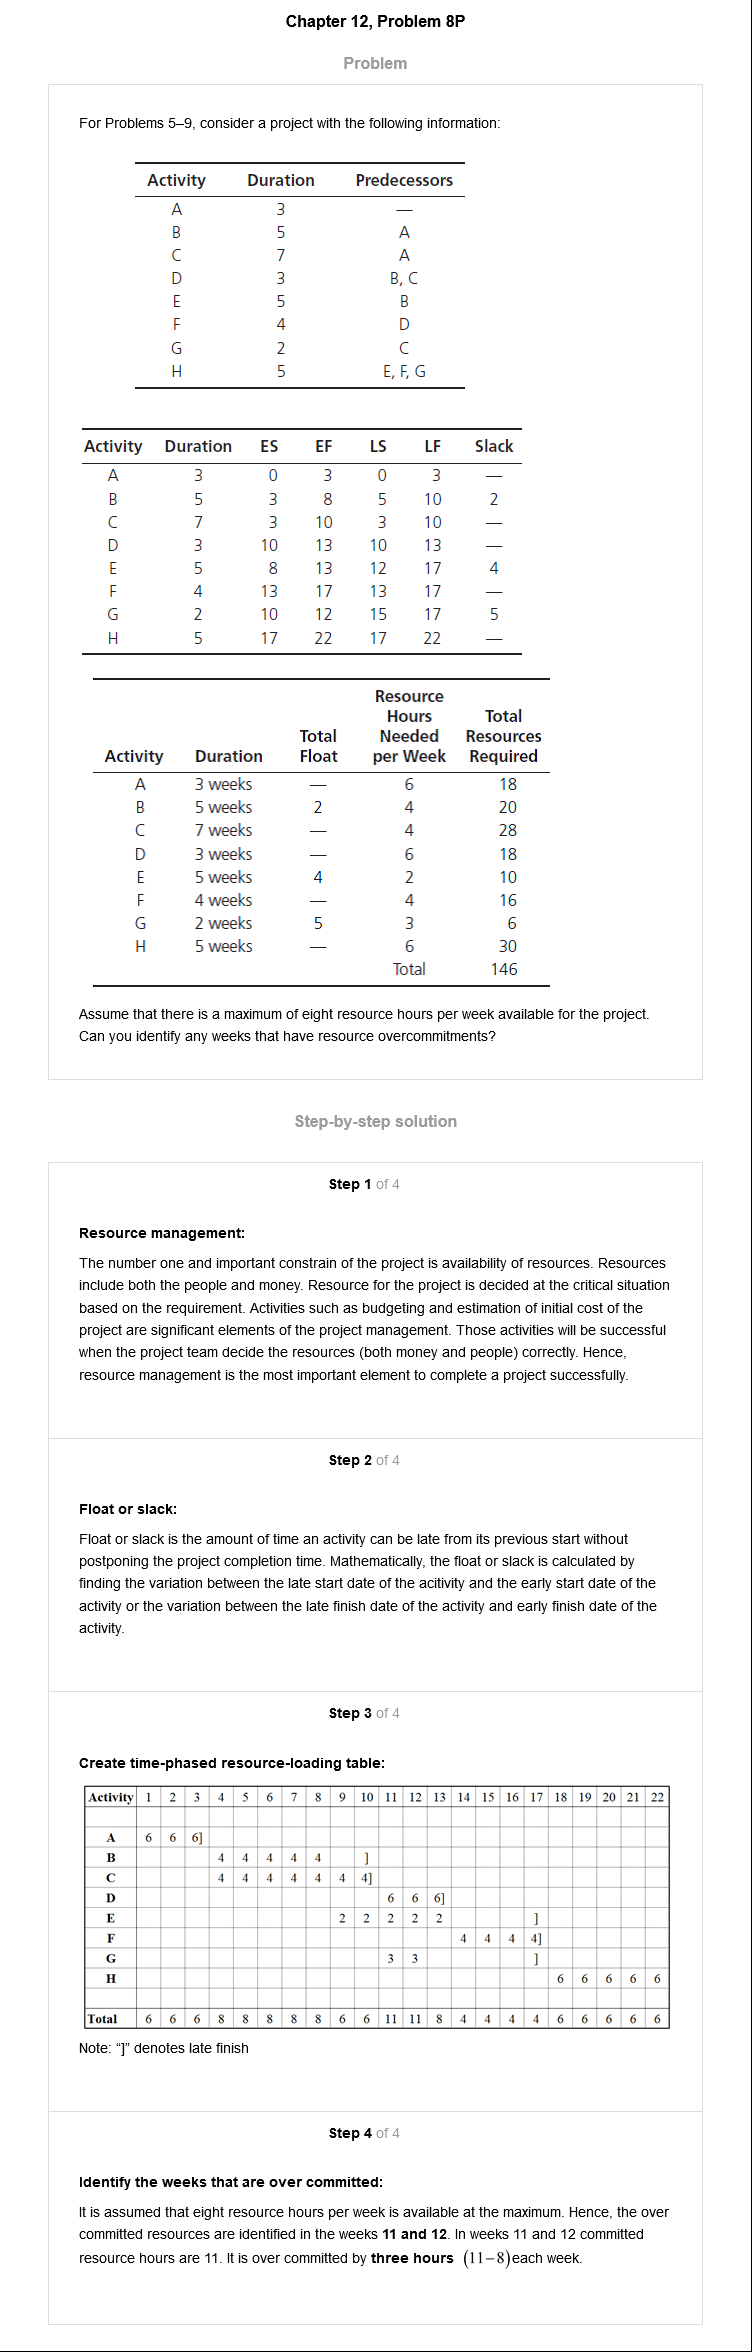 Chapter 12, Problem 8P
Problem
For Problems 5–9, consider a project with the following information:
Activity Duration Predecessors
A 3 —
B 5 A
C 7 A
D 3 B, C
E 5 B
F 4 D
G 2 C
H 5 E, F, G
Activity Duration ES EF LS LF Slack
A 3 0 3 0 3 —
B 5 3 8 5 10 2
C 7 3 10 3 10 —
D 3 10 13 10 13 —
E 5 8 13 12 17 4
F 4 13 17 13 17 —
G 2 10 12 15 17 5
H 5 17 22 17 22 —
Resource
Hours Total
Total Needed Resources
Activity Duration Float per Week Required
A 3 weeks — 6 18
B 5 weeks 2 4 20
C 7 weeks — 4 28
D 3 weeks — 6 18
E 5 weeks 4 2 10
F 4 weeks — 4 16
G 2 weeks 5 3 6
H 5 weeks — 6 30
Total 146
Assume that there is a maximum of eight resource hours per week available for the project.
Can you identify any weeks that have resource overcommitments?
Step-by-step solution
Step 1 of 4
Resource management:
The number one and important constrain of the project is availability of resources. Resources
include both the people and money. Resource for the project is decided at the critical situation
based on the requirement. Activities such as budgeting and estimation of initial cost of the
project are significant elements of the project management. Those activities will be successful
when the project team decide the resources (both money and people) correctly. Hence,
resource management is the most important element to complete a project successfully.
Step 2 of 4
Float or slack:
Float or slack is the amount of time an activity can be late from its previous start without
postponing the project completion time. Mathematically, the float or slack is calculated by
finding the variation between the late start date of the acitivity and the early start date of the
activity or the variation between the late finish date of the activity and early finish date of the
activity.
Step 3 of 4
Create time-phased resource-loading table:
Activity 1 2 3 4 5 6 7 8 9 10 11 12 13 14 15 16 17 18 19 20 21 22
A 6 6 6]
B 4 4 4 4 4 ]
C 4 4 4 4 4 4 4]
D 6 6 6]
E 2 2 2 2 2 ]
F 4 4 4 4]
G 3 3 ]
H 6 6 6 6 6
Total 6 6 6 8 8 8 8 8 6 6 11 11 8 4 4 4 4 6 6 6 6 6
Note: “]” denotes late finish
Step 4 of 4
Identify the weeks that are over committed:
It is assumed that eight resource hours per week is available at the maximum. Hence, the over
committed resources are identified in the weeks 11 and 12. In weeks 11 and 12 committed
resource hours are 11. It is over committed by three hours (11−8)each week.